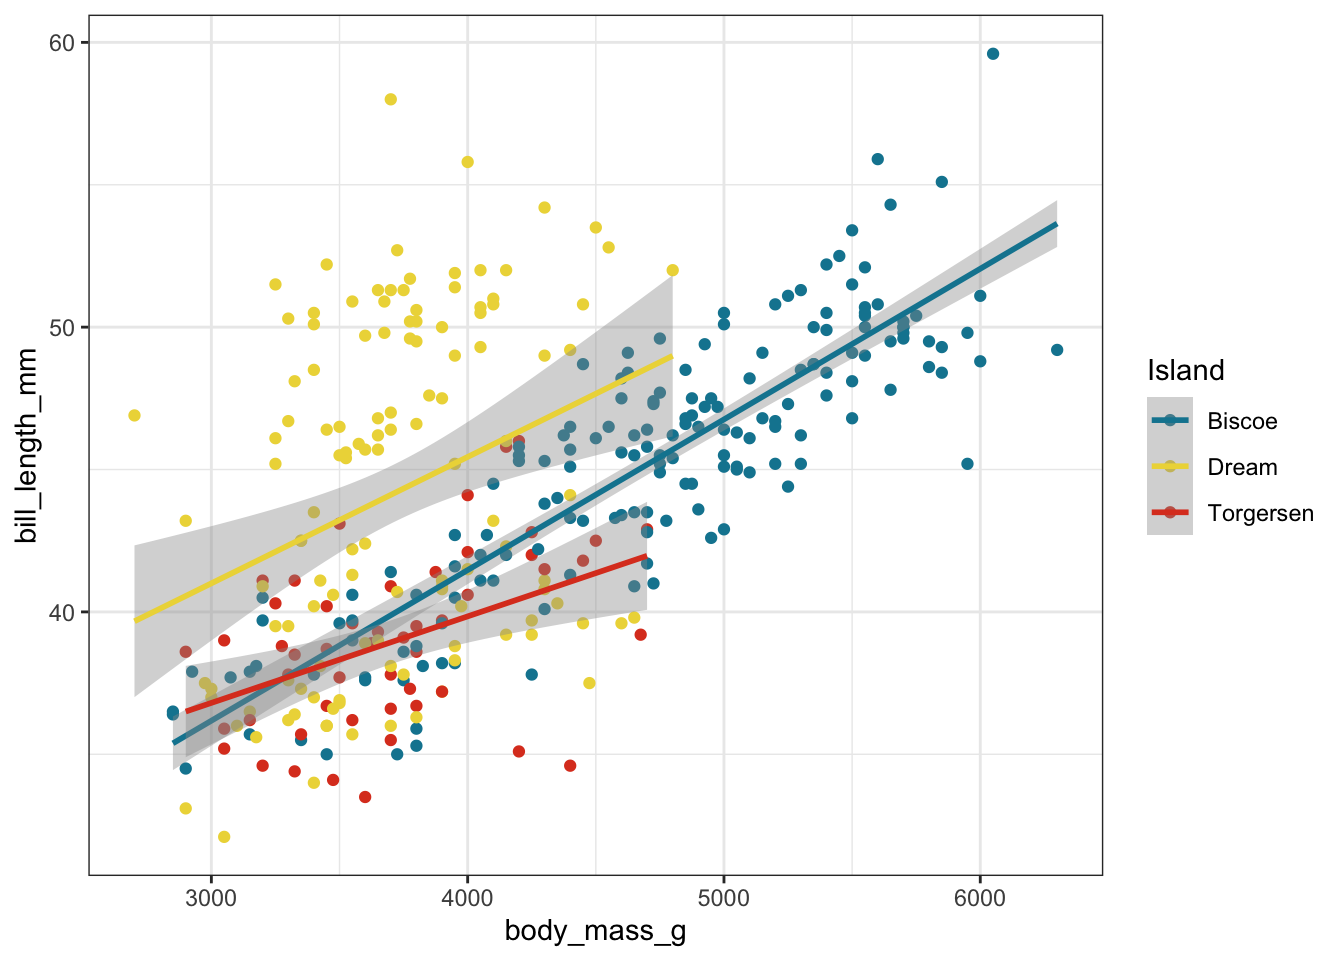 60
50
40
bill_length_mm
3000 4000 5000 6000
body_mass_g
Island
Biscoe
Dream
Torgersen